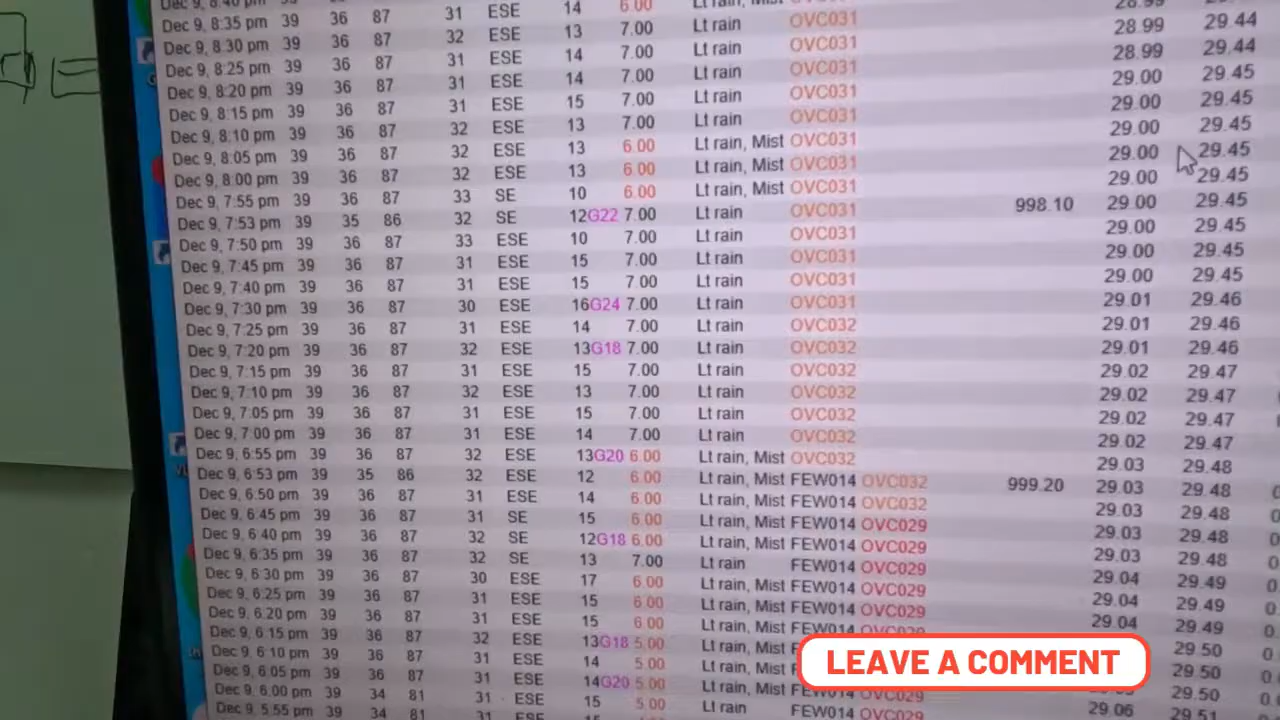 Dec 9, 8:40 pm
Dec 9, 8:35 pm 39 36 87 31 ESE 14 6.00 Lt rain, Mist 28.99
Dec 9, 8:30 pm 39 36 87 32 ESE 13 7.00 Lt rain OVC031 28.99 29.44
Dec 9, 8:25 pm 39 36 87 31 ESE 14 7.00 Lt rain OVC031 28.99 29.44
Dec 9, 8:20 pm 39 36 87 31 ESE 14 7.00 Lt rain OVC031 29.00 29.45
Dec 9, 8:15 pm 39 36 87 31 ESE 15 7.00 Lt rain OVC031 29.00 29.45
Dec 9, 8:10 pm 39 36 87 32 ESE 13 7.00 Lt rain OVC031 29.00 29.45
Dec 9, 8:05 pm 39 36 87 32 ESE 13 6.00 Lt rain, Mist OVC031 29.00 29.45
Dec 9, 8:00 pm 39 36 87 32 ESE 13 6.00 Lt rain, Mist OVC031 29.00 29.45
Dec 9, 7:55 pm 39 36 87 33 SE 10 6.00 Lt rain, Mist OVC031 29.00 29.45
Dec 9, 7:53 pm 39 35 86 32 SE 12G22 7.00 Lt rain OVC031 998.10 29.00 29.45
Dec 9, 7:50 pm 39 36 87 33 ESE 10 7.00 Lt rain OVC031 29.00 29.45
Dec 9, 7:45 pm 39 36 87 31 ESE 15 7.00 Lt rain OVC031 29.00 29.45
Dec 9, 7:40 pm 39 36 87 31 ESE 15 7.00 Lt rain OVC031 29.00 29.45
Dec 9, 7:30 pm 39 36 87 30 ESE 16G24 7.00 Lt rain OVC031 29.01 29.46
Dec 9, 7:25 pm 39 36 87 31 ESE 14 7.00 Lt rain OVC032 29.01 29.46
Dec 9, 7:20 pm 39 36 87 32 ESE 13G18 7.00 Lt rain OVC032 29.01 29.46
Dec 9, 7:15 pm 39 36 87 31 ESE 15 7.00 Lt rain OVC032 29.02 29.47
Dec 9, 7:10 pm 39 36 87 32 ESE 13 7.00 Lt rain OVC032 29.02 29.47
Dec 9, 7:05 pm 39 36 87 31 ESE 15 7.00 Lt rain OVC032 29.02 29.47
Dec 9, 7:00 pm 39 36 87 31 ESE 14 7.00 Lt rain OVC032 29.02 29.47
Dec 9, 6:55 pm 39 36 87 32 ESE 13G20 6.00 Lt rain, Mist OVC032 29.03 29.48
Dec 9, 6:53 pm 39 35 86 32 ESE 12 6.00 Lt rain, Mist FEW014 OVC032 999.20 29.03 29.48
Dec 9, 6:50 pm 39 36 87 31 ESE 14 6.00 Lt rain, Mist FEW014 OVC032 29.03 29.48
Dec 9, 6:45 pm 39 36 87 31 SE 15 6.00 Lt rain, Mist FEW014 OVC029 29.03 29.48
Dec 9, 6:40 pm 39 36 87 32 SE 12G18 6.00 Lt rain, Mist FEW014 OVC029 29.03 29.48
Dec 9, 6:35 pm 39 36 87 32 SE 13 7.00 Lt rain FEW014 OVC029 29.04 29.49
Dec 9, 6:30 pm 39 36 87 30 ESE 17 6.00 Lt rain, Mist FEW014 OVC029 29.04 29.49
Dec 9, 6:25 pm 39 36 87 31 ESE 15 6.00 Lt rain, Mist FEW014 OVC029 29.04 29.49
Dec 9, 6:20 pm 39 36 87 31 ESE 15 6.00 Lt rain, Mist FEW014 OVC029 29.50
Dec 9, 6:15 pm 39 36 87 32 ESE 13G18 5.00 Lt rain, Mist 29.50
Dec 9, 6:10 pm 39 36 87 31 ESE 14 5.00 Lt rain, Mist 29.50
Dec 9, 6:05 pm 39 36 87 31 ESE 14G20 5.00 Lt rain, Mist FEW014 OVC029 29.06 29.51
Dec 9, 6:00 pm 39 34 81 31 ESE 15 5.00 Lt rain FEW014 OVC029
Dec 9, 5:55 pm 39 34 81 31 ESE
LEAVE A COMMENT